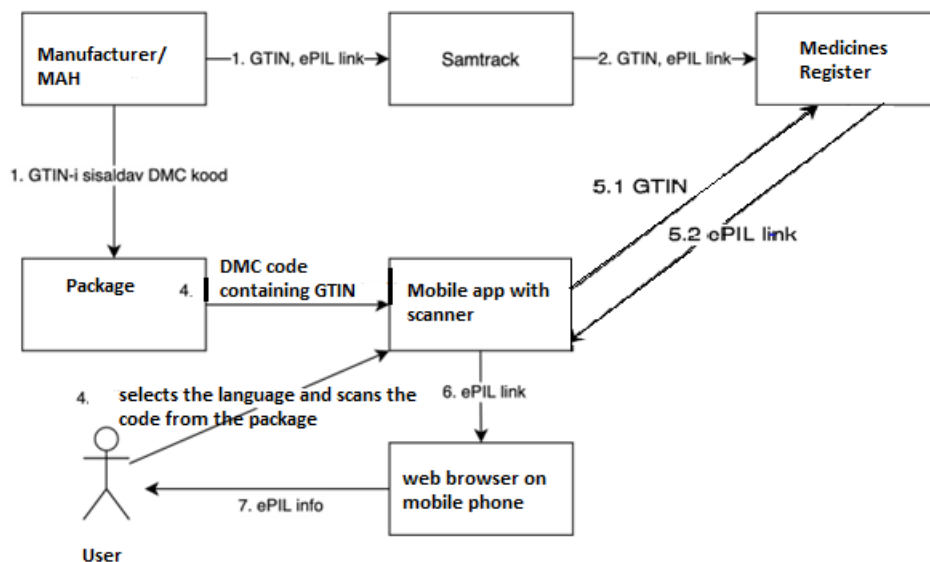 Manufacturer/
MAH
1. GTIN, ePIL link
Samtrack
2. GTIN, ePIL link
Medicines
Register
1. GTIN-i sisaldav DMC kood
5.1 GTIN
5.2 ePIL link
Package
4.
DMC code
containing GTIN
Mobile app with
scanner
4.
selects the language and scans the
code from the package
6. ePIL link
web browser on
mobile phone
7. ePIL info
User